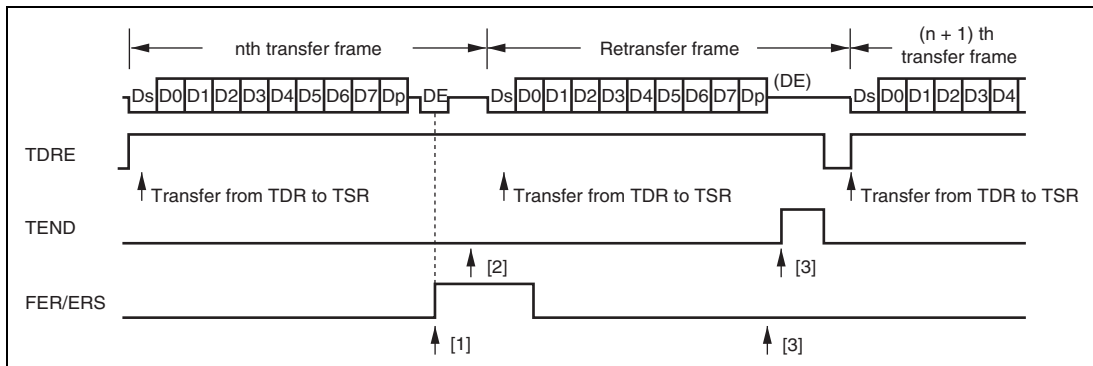 nth transfer frame Retransfer frame (n + 1) th
transfer frame
Ds D0 D1 D2 D3 D4 D5 D6 D7 Dp DE Ds D0 D1 D2 D3 D4 D5 D6 D7 Dp (DE) Ds D0 D1 D2 D3 D4
TDRE
Transfer from TDR to TSR Transfer from TDR to TSR Transfer from TDR to TSR
TEND
[2] [3]
FER/ERS
[1] [3]